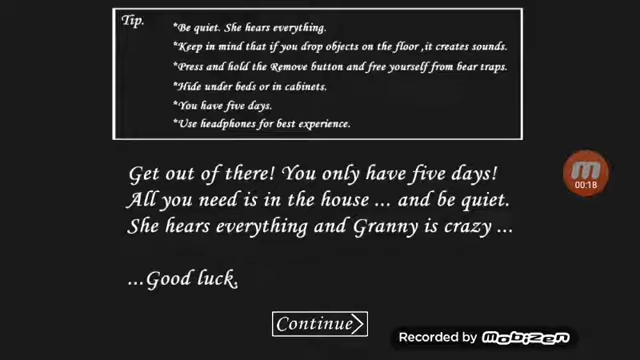 Tip.
*Be quiet. She hears everything.
*Keep in mind that if you drop objects on the floor ,it creates sounds.
*Press and hold the Remove button and free yourself from bear traps.
*Hide under beds or in cabinets.
*You have five days.
*Use headphones for best experience.
Get out of there! You only have five days!
All you need is in the house ... and be quiet.
She hears everything and Granny is crazy ...
...Good luck.
Continue
00:18
Recorded by Mobizen